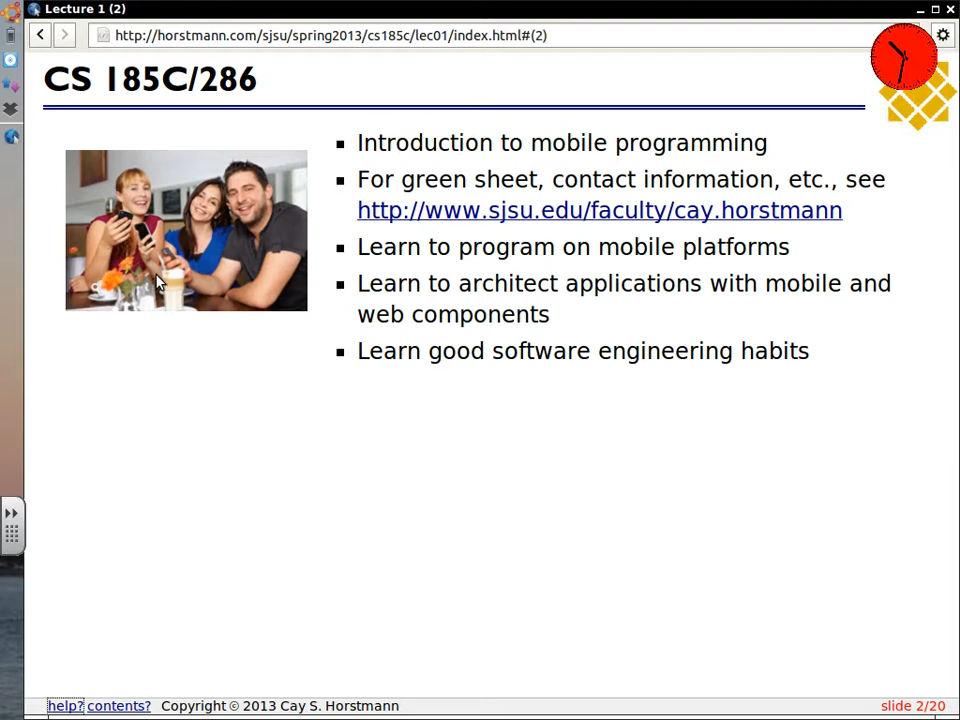 Lecture 1 (2)
http://horstmann.com/sjsu/spring2013/cs185c/lec01/index.html#(2)
CS 185C/286
Introduction to mobile programming
For green sheet, contact information, etc., see
http://www.sjsu.edu/faculty/cay.horstmann
Learn to program on mobile platforms
Learn to architect applications with mobile and
web components
Learn good software engineering habits
help? contents? Copyright © 2013 Cay S. Horstmann slide 2/20